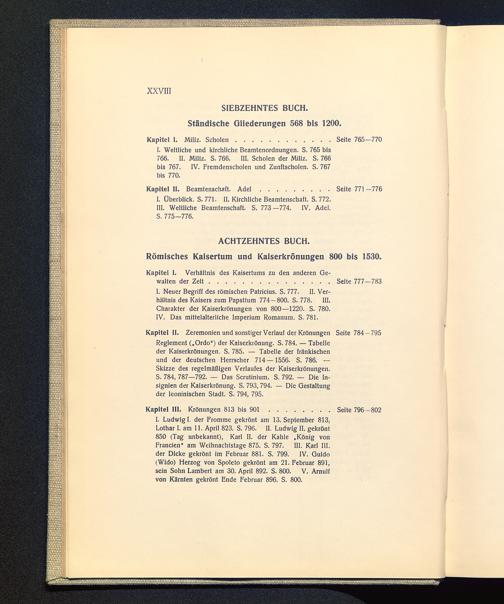 XXVIII
SIEBZEHNTES BUCH.
Ständische Gliederungen 568 bis 1200.
Kapitel I. Miliz. Scholen . . . . . . . . . . . . Seite 765—770
I. Weltliche und kirchliche Beamtenordnungen. S. 765 bis
766. II. Miliz. S. 766. III. Scholen der Miliz. S. 766
bis 767. IV. Fremdenscholen und Zunftscholen. S. 767
bis 770.
Kapitel II. Beamtenschaft. Adel . . . . . . . . . Seite 771—776
I. Überblick. S. 771. II. Kirchliche Beamtenschaft. S. 772.
III. Weltliche Beamtenschaft. S. 773—774. IV. Adel.
S. 775—776.
ACHTZEHNTES BUCH.
Römisches Kaisertum und Kaiserkrönungen 800 bis 1530.
Kapitel I. Verhältnis des Kaisertums zu den anderen Ge-
walten der Zeit . . . . . . . . . . . . . . . Seite 777—783
I. Neuer Begriff des römischen Patricius. S. 777. II. Ver-
hältnis des Kaisers zum Papsttum 774—800. S. 778. III.
Charakter der Kaiserkrönungen von 800—1220. S. 780.
IV. Das mittelalterliche Imperium Romanum. S. 781.
Kapitel II. Zeremonien und sonstiger Verlauf der Krönungen Seite 784—795
Reglement („Ordo“) der Kaiserkrönung. S. 784. — Tabelle
der Kaiserkrönungen. S. 785. — Tabelle der fränkischen
und der deutschen Herrscher 714—1556. S. 786. —
Skizze des regelmäßigen Verlaufes der Kaiserkrönungen.
S. 784, 787—792. — Das Scrutinium. S. 792. — Die In-
signien der Kaiserkrönung. S. 793, 794. — Die Gestaltung
der leoninischen Stadt. S. 794, 795.
Kapitel III. Krönungen 813 bis 901 . . . . . . . . Seite 796—802
I. Ludwig I. der Fromme gekrönt am 13. September 813,
Lothar I. am 11. April 823. S. 796. II. Ludwig II. gekrönt
850 (Tag unbekannt), Karl II. der Kahle „König von
Francien“ am Weihnachtstage 875. S. 797. III. Karl III.
der Dicke gekrönt im Februar 881. S. 799. IV. Guido
(Wido) Herzog von Spoleto gekrönt am 21. Februar 891,
sein Sohn Lambert am 30. April 892. S. 800. V. Arnulf
von Kärnten gekrönt Ende Februar 896. S. 800.